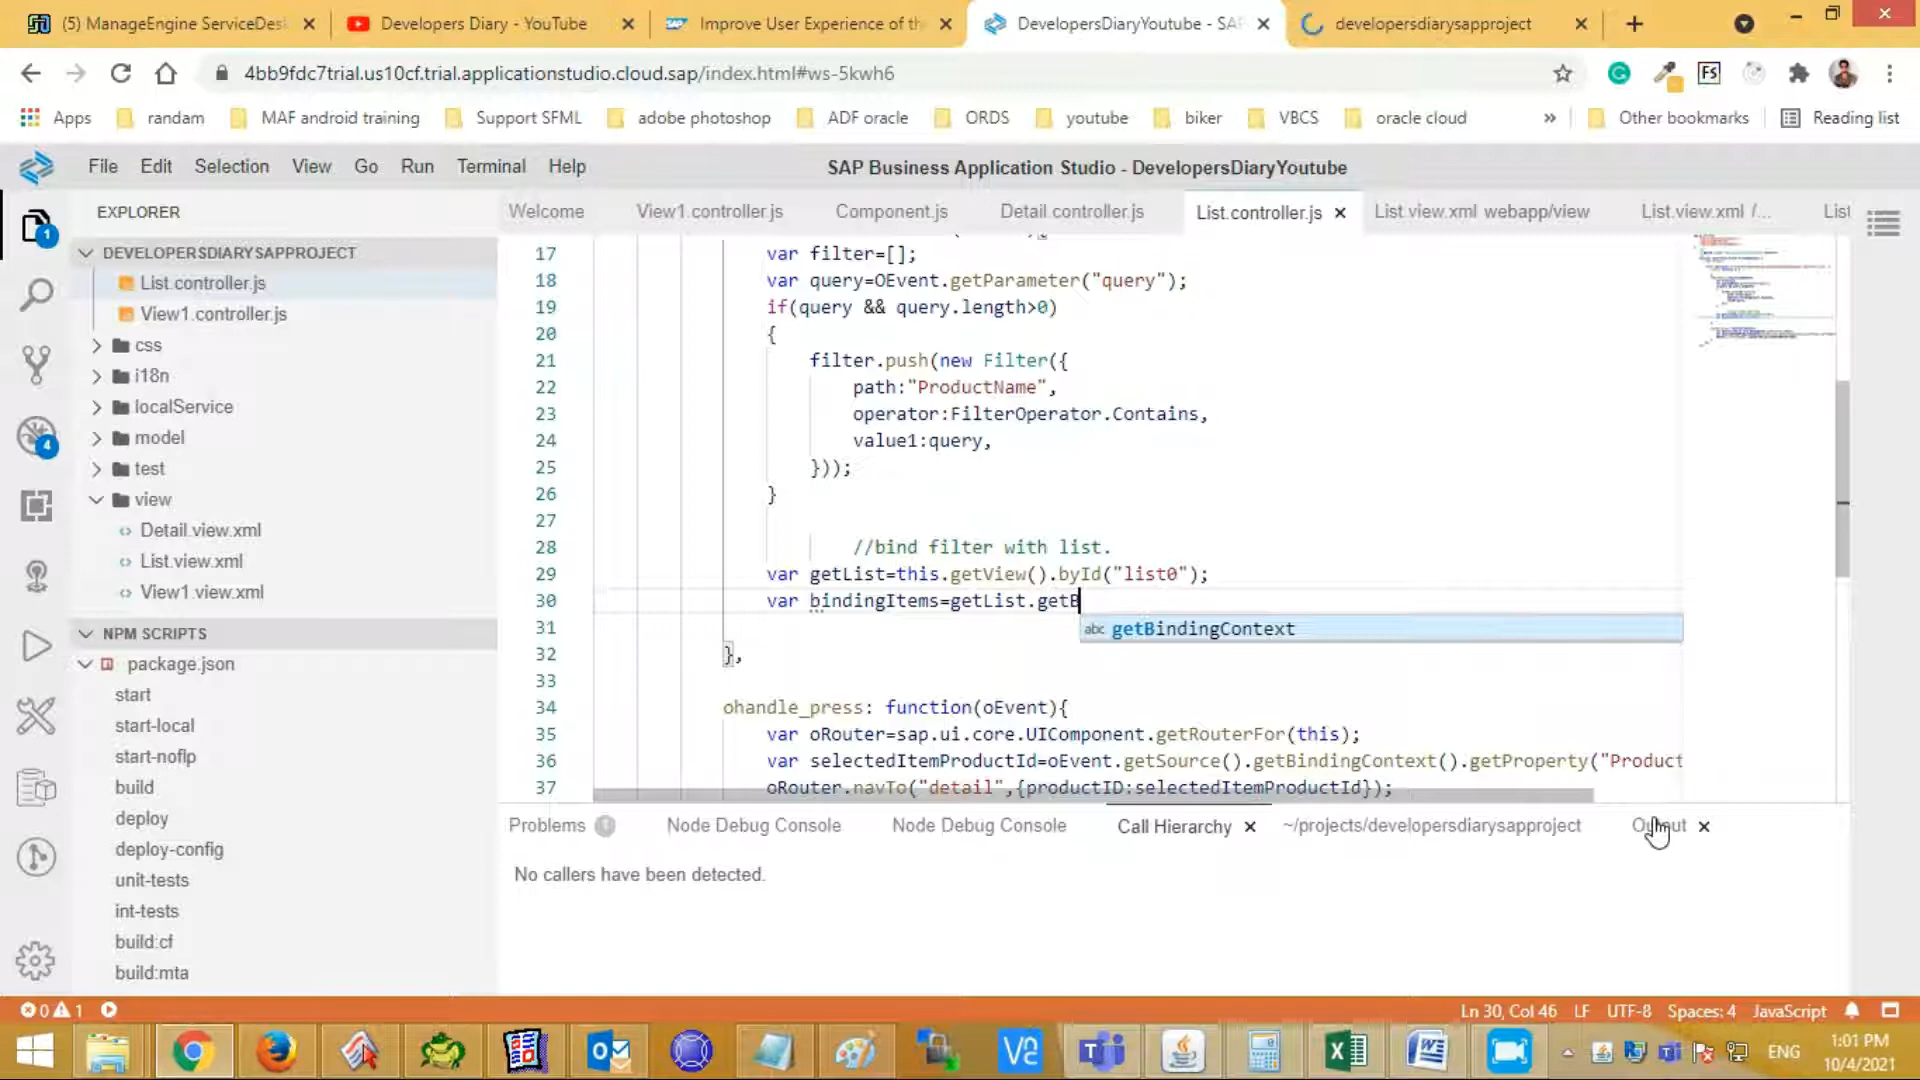 (5) ManageEngine ServiceDes
Developers Diary - YouTube
Improve User Experience of th
DevelopersDiaryYoutube - SA
developersdiarysapproject
4bb9fdc7trial.us10cf.trial.applicationstudio.cloud.sap/index.html#ws-5kwh6
Apps
randam
MAF android training
Support SFML
adobe photoshop
ADF oracle
ORDS
youtube
biker
VBCS
oracle cloud
»
Other bookmarks
Reading list
File Edit Selection View Go Run Terminal Help
SAP Business Application Studio - DevelopersDiaryYoutube
EXPLORER
Welcome
View1.controller.js
Component.js
Detail.controller.js
List.controller.js
List.view.xml webapp/view
List.view.xml /...
List
DEVELOPERSDIARYSAPPROJECT
List.controller.js
View1.controller.js
css
i18n
localService
model
test
view
Detail.view.xml
List.view.xml
View1.view.xml
NPM SCRIPTS
package.json
start
start-local
start-noflp
build
deploy
deploy-config
unit-tests
int-tests
build:cf
build:mta
17 var filter=[];
18 var query=OEvent.getParameter("query");
19 if(query && query.length>0)
20 {
21 filter.push(new Filter({
22 path:"ProductName",
23 operator:FilterOperator.Contains,
24 value1:query,
25 }));
26 }
27
28 //bind filter with list.
29 var getList=this.getView().byId("list0");
30 var bindingItems=getList.getB
abc getBindingContext
31
32 },
33
34 ohandle_press: function(oEvent){
35 var oRouter=sap.ui.core.UIComponent.getRouterFor(this);
36 var selectedItemProductId=oEvent.getSource().getBindingContext().getProperty("Product
37 oRouter.navTo("detail",{productID:selectedItemProductId});
Problems 1
Node Debug Console
Node Debug Console
Call Hierarchy
~/projects/developersdiarysapproject
Output
No callers have been detected.
0 1
Ln 30, Col 46 LF UTF-8 Spaces: 4 JavaScript
ENG
1:01 PM
10/4/2021